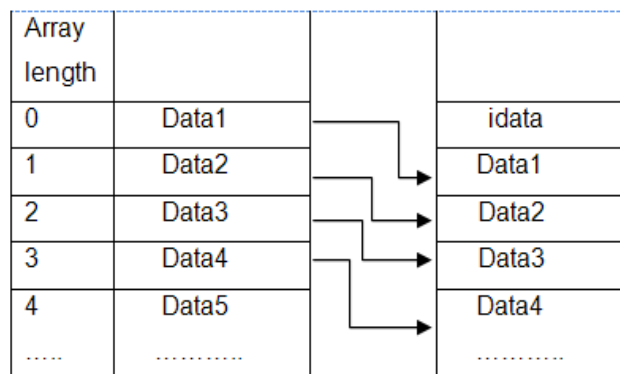 Array
length
0 Data1 idata
1 Data2 Data1
2 Data3 Data2
3 Data4 Data3
4 Data5 Data4
….. ……….. ………..